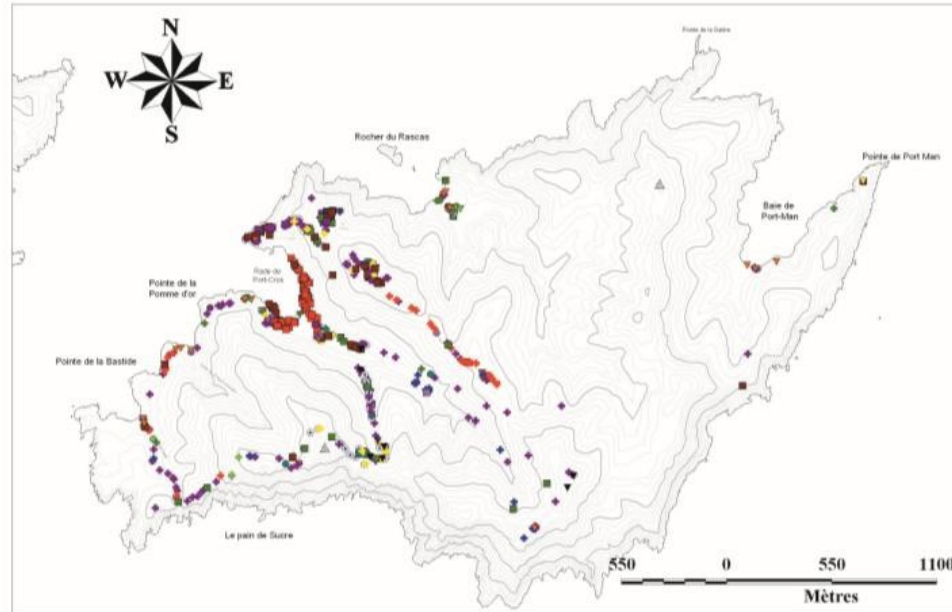 Pointe de la Galère
N
W E
S
Rocher du Rascas
Pointe de Port Man
Baie de
Port-Man
Rade de
Port-Cros
Pointe de la
Pomme d'or
Pointe de la Bastide
Le pain de Sucre
550 0 550 1100
Mètres